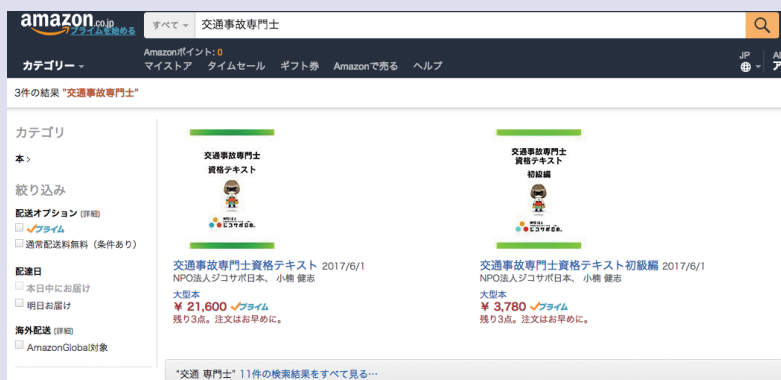 amazon.co.jp
プライムを始める
すべて
交通事故専門士
カテゴリー
Amazonポイント: 0
マイストア タイムセール ギフト券 Amazonで売る ヘルプ
JP
3件の結果 "交通事故専門士"
カテゴリ
本 ›
絞り込み
配送オプション (詳細)
プライム
通常配送料無料（条件あり）
配達日
本日中にお届け
明日お届け
海外配送 (詳細)
AmazonGlobal対象
交通事故専門士
資格テキスト
ジコサポ日本.
交通事故専門士資格テキスト 2017/6/1
NPO法人ジコサポ日本、 小楠 健志
大型本
¥ 21,600 プライム
残り3点。注文はお早めに。
交通事故専門士
資格テキスト
初級編
ジコサポ日本.
交通事故専門士資格テキスト初級編 2017/6/1
NPO法人ジコサポ日本、 小楠 健志
大型本
¥ 3,780 プライム
残り3点。注文はお早めに。
"交通 専門士" 11件の検索結果をすべて見る…